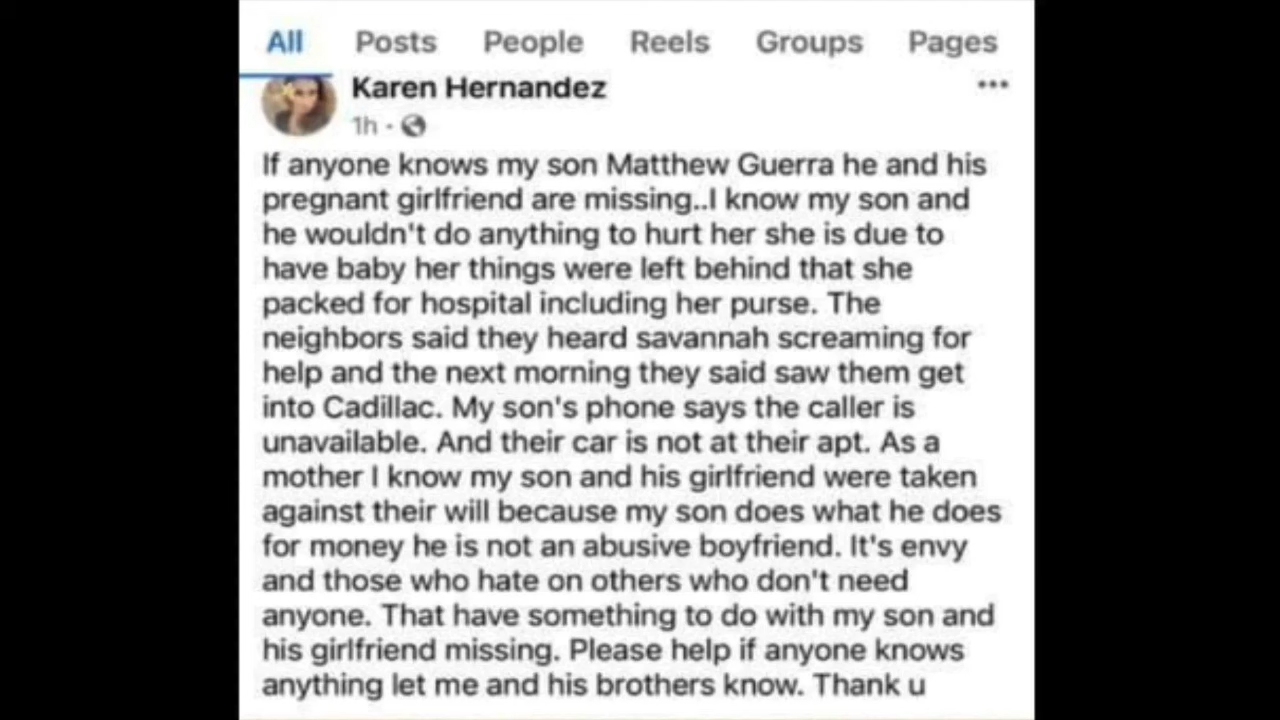 All Posts People Reels Groups Pages
Karen Hernandez
1h ·
If anyone knows my son Matthew Guerra he and his
pregnant girlfriend are missing..I know my son and
he wouldn't do anything to hurt her she is due to
have baby her things were left behind that she
packed for hospital including her purse. The
neighbors said they heard savannah screaming for
help and the next morning they said saw them get
into Cadillac. My son's phone says the caller is
unavailable. And their car is not at their apt. As a
mother I know my son and his girlfriend were taken
against their will because my son does what he does
for money he is not an abusive boyfriend. It's envy
and those who hate on others who don't need
anyone. That have something to do with my son and
his girlfriend missing. Please help if anyone knows
anything let me and his brothers know. Thank u